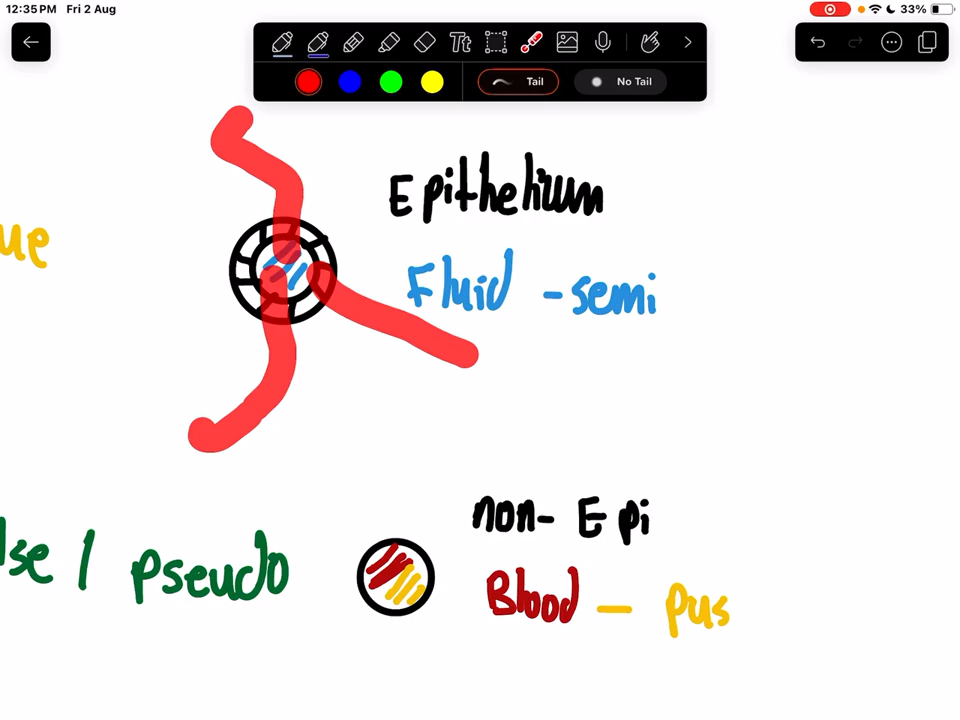 12:35 PM Fri 2 Aug 33%
Tt
Tail No Tail
Epithelium
ue
Fluid - semi
non- Epi
lse / pseudo
Blood - pus